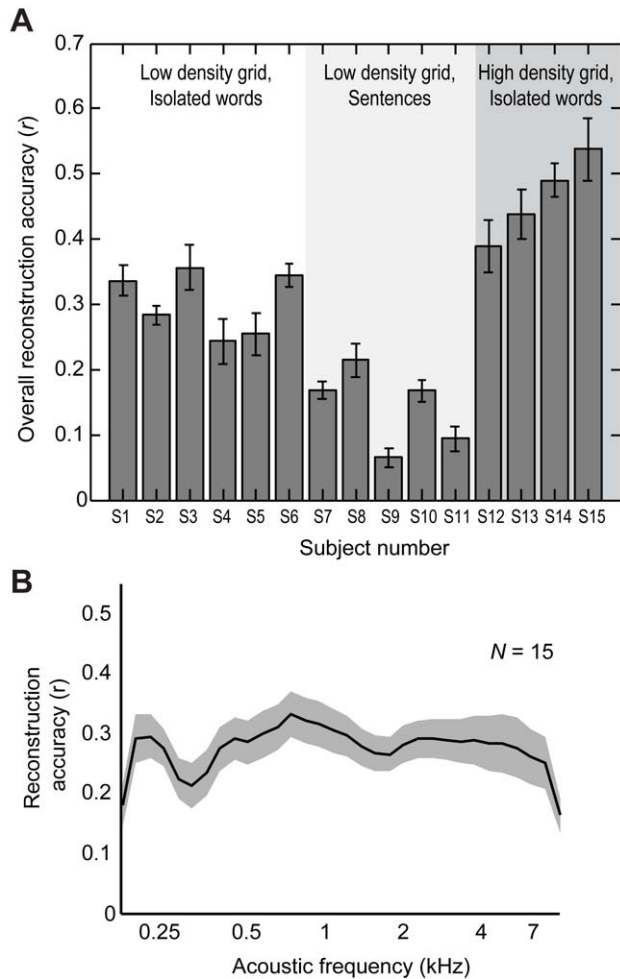 A
0.7
0.6
0.5
0.4
0.3
0.2
0.1
0
Overall reconstruction accuracy (r)
Low density grid,
Isolated words
Low density grid,
Sentences
High density grid,
Isolated words
S1 S2 S3 S4 S5 S6 S7 S8 S9 S10 S11 S12 S13 S14 S15
Subject number
B
0.5
0.4
0.3
0.2
0.1
0
Reconstruction
accuracy (r)
N = 15
0.25 0.5 1 2 4 7
Acoustic frequency (kHz)